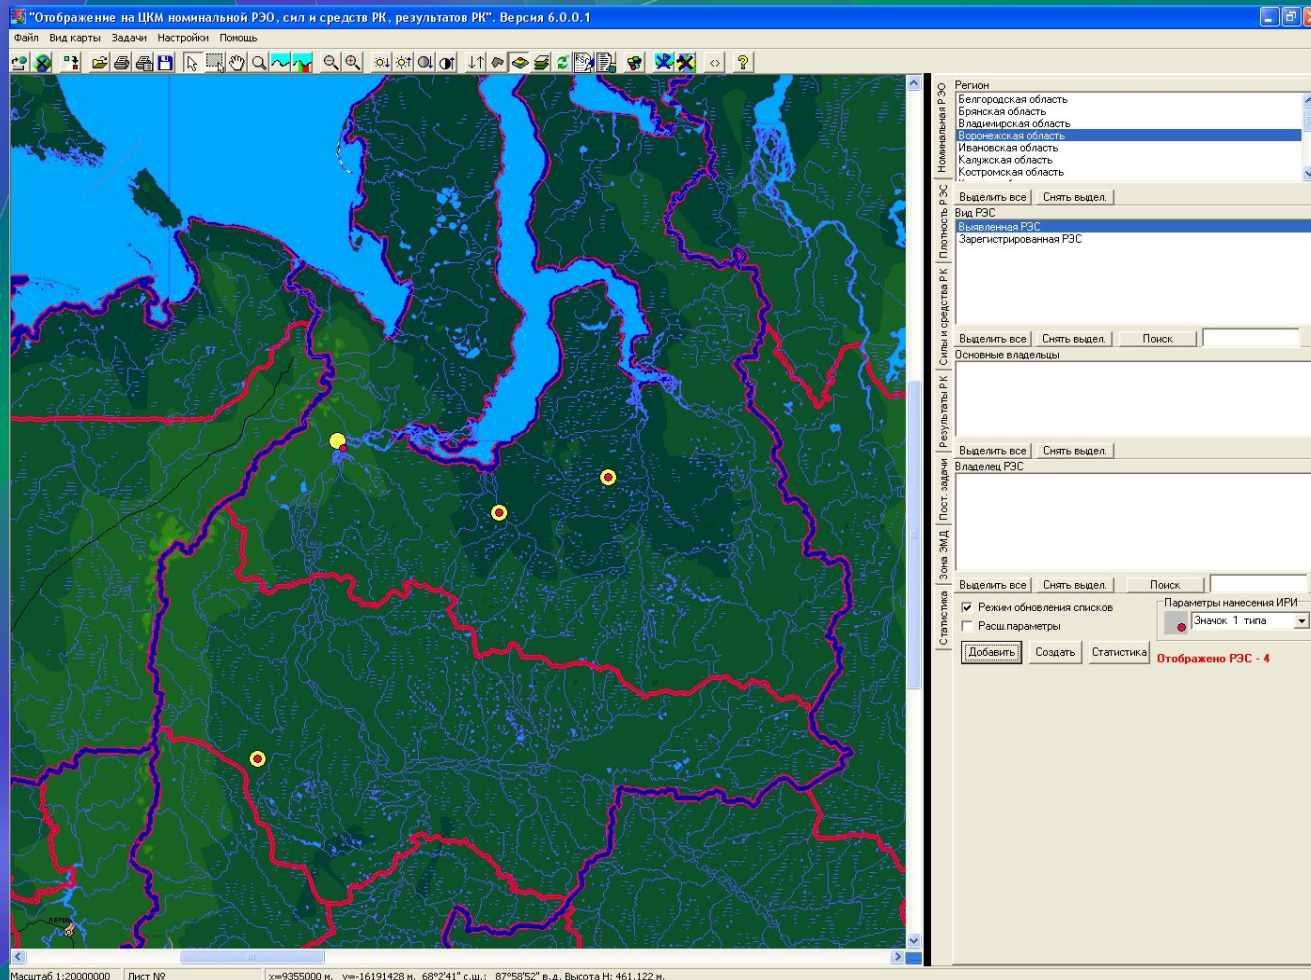 "Отображение на ЦКМ номинальной РЭО, сил и средств РК, результатов РК". Версия 6.0.0.1
Файл Вид карты Задачи Настройки Помощь
Регион
Белгородская область
Брянская область
Владимирская область
Воронежская область
Ивановская область
Калужская область
Костромская область
Выделить все Снять выдел.
Вид РЭС
Выявленная РЭС
Зарегистрированная РЭС
Выделить все Снять выдел. Поиск
Основные владельцы
Выделить все Снять выдел.
Владелец РЭС
Выделить все Снять выдел. Поиск
Режим обновления списков
Расш.параметры
Параметры нанесения ИРИ
Значок 1 типа
Добавить Создать Статистика
Отображено РЭС - 4
Номинальная РЭО
Плотность РЭС
Силы и средства РК
Результаты РК
Пост. задачи
Зона ЭМД
Статистика
ПЕРМЬ
Масштаб 1:20000000 Лист № x=9355000 м, y=-16191428 м, 68°2'41" с.ш.; 87°58'52" в.д. Высота H: 461.122 м.